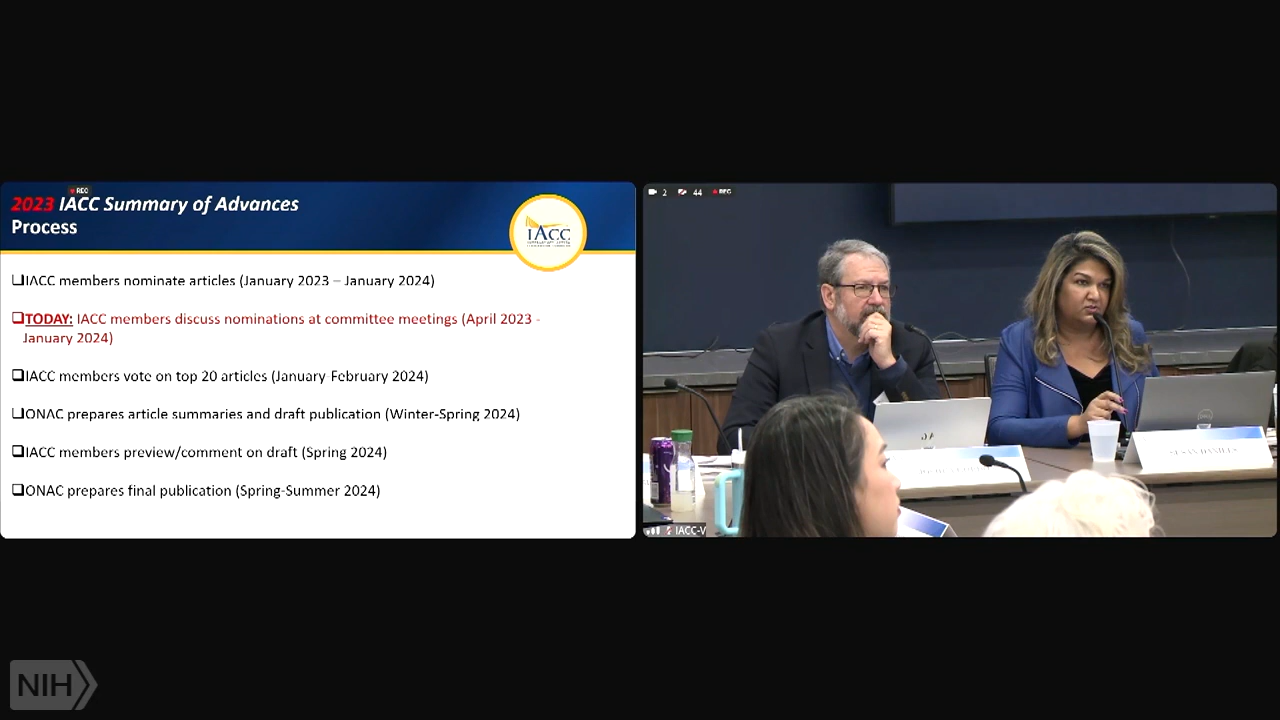 REC
2023 IACC Summary of Advances
Process
IACC
IACC members nominate articles (January 2023 – January 2024)
TODAY: IACC members discuss nominations at committee meetings (April 2023 -
January 2024)
IACC members vote on top 20 articles (January-February 2024)
ONAC prepares article summaries and draft publication (Winter-Spring 2024)
IACC members preview/comment on draft (Spring 2024)
ONAC prepares final publication (Spring-Summer 2024)
2 44 REC
SUSAN DANIELS
IACC-V
NIH